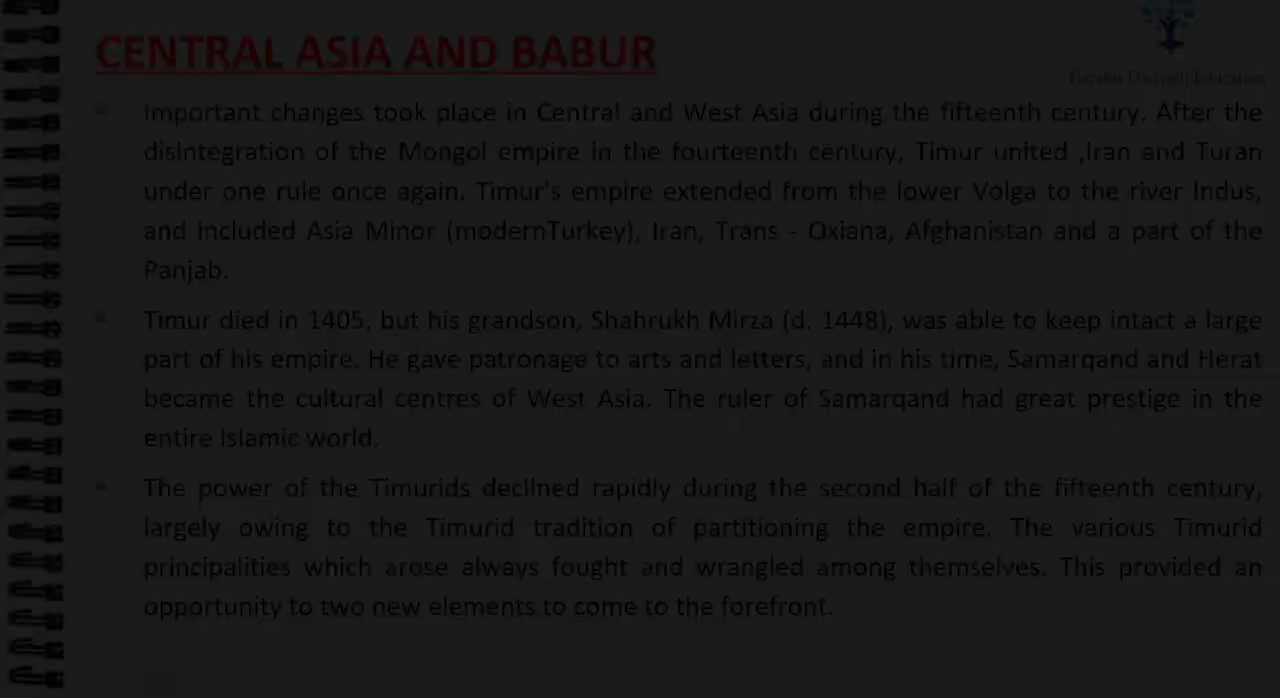 CENTRAL ASIA AND BABUR
Important changes took place in Central and West Asia during the fifteenth century. After the
disintegration of the Mongol empire in the fourteenth century, Timur united ,Iran and Turan
under one rule once again. Timur's empire extended from the lower Volga to the river Indus,
and included Asia Minor (modernTurkey), Iran, Trans - Oxiana, Afghanistan and a part of the
Panjab.
Timur died in 1405, but his grandson, Shahrukh Mirza (d. 1448), was able to keep intact a large
part of his empire. He gave patronage to arts and letters, and in his time, Samarqand and Herat
became the cultural centres of West Asia. The ruler of Samarqand had great prestige in the
entire Islamic world.
The power of the Timurids declined rapidly during the second half of the fifteenth century,
largely owing to the Timurid tradition of partitioning the empire. The various Timurid
principalities which arose always fought and wrangled among themselves. This provided an
opportunity to two new elements to come to the forefront.